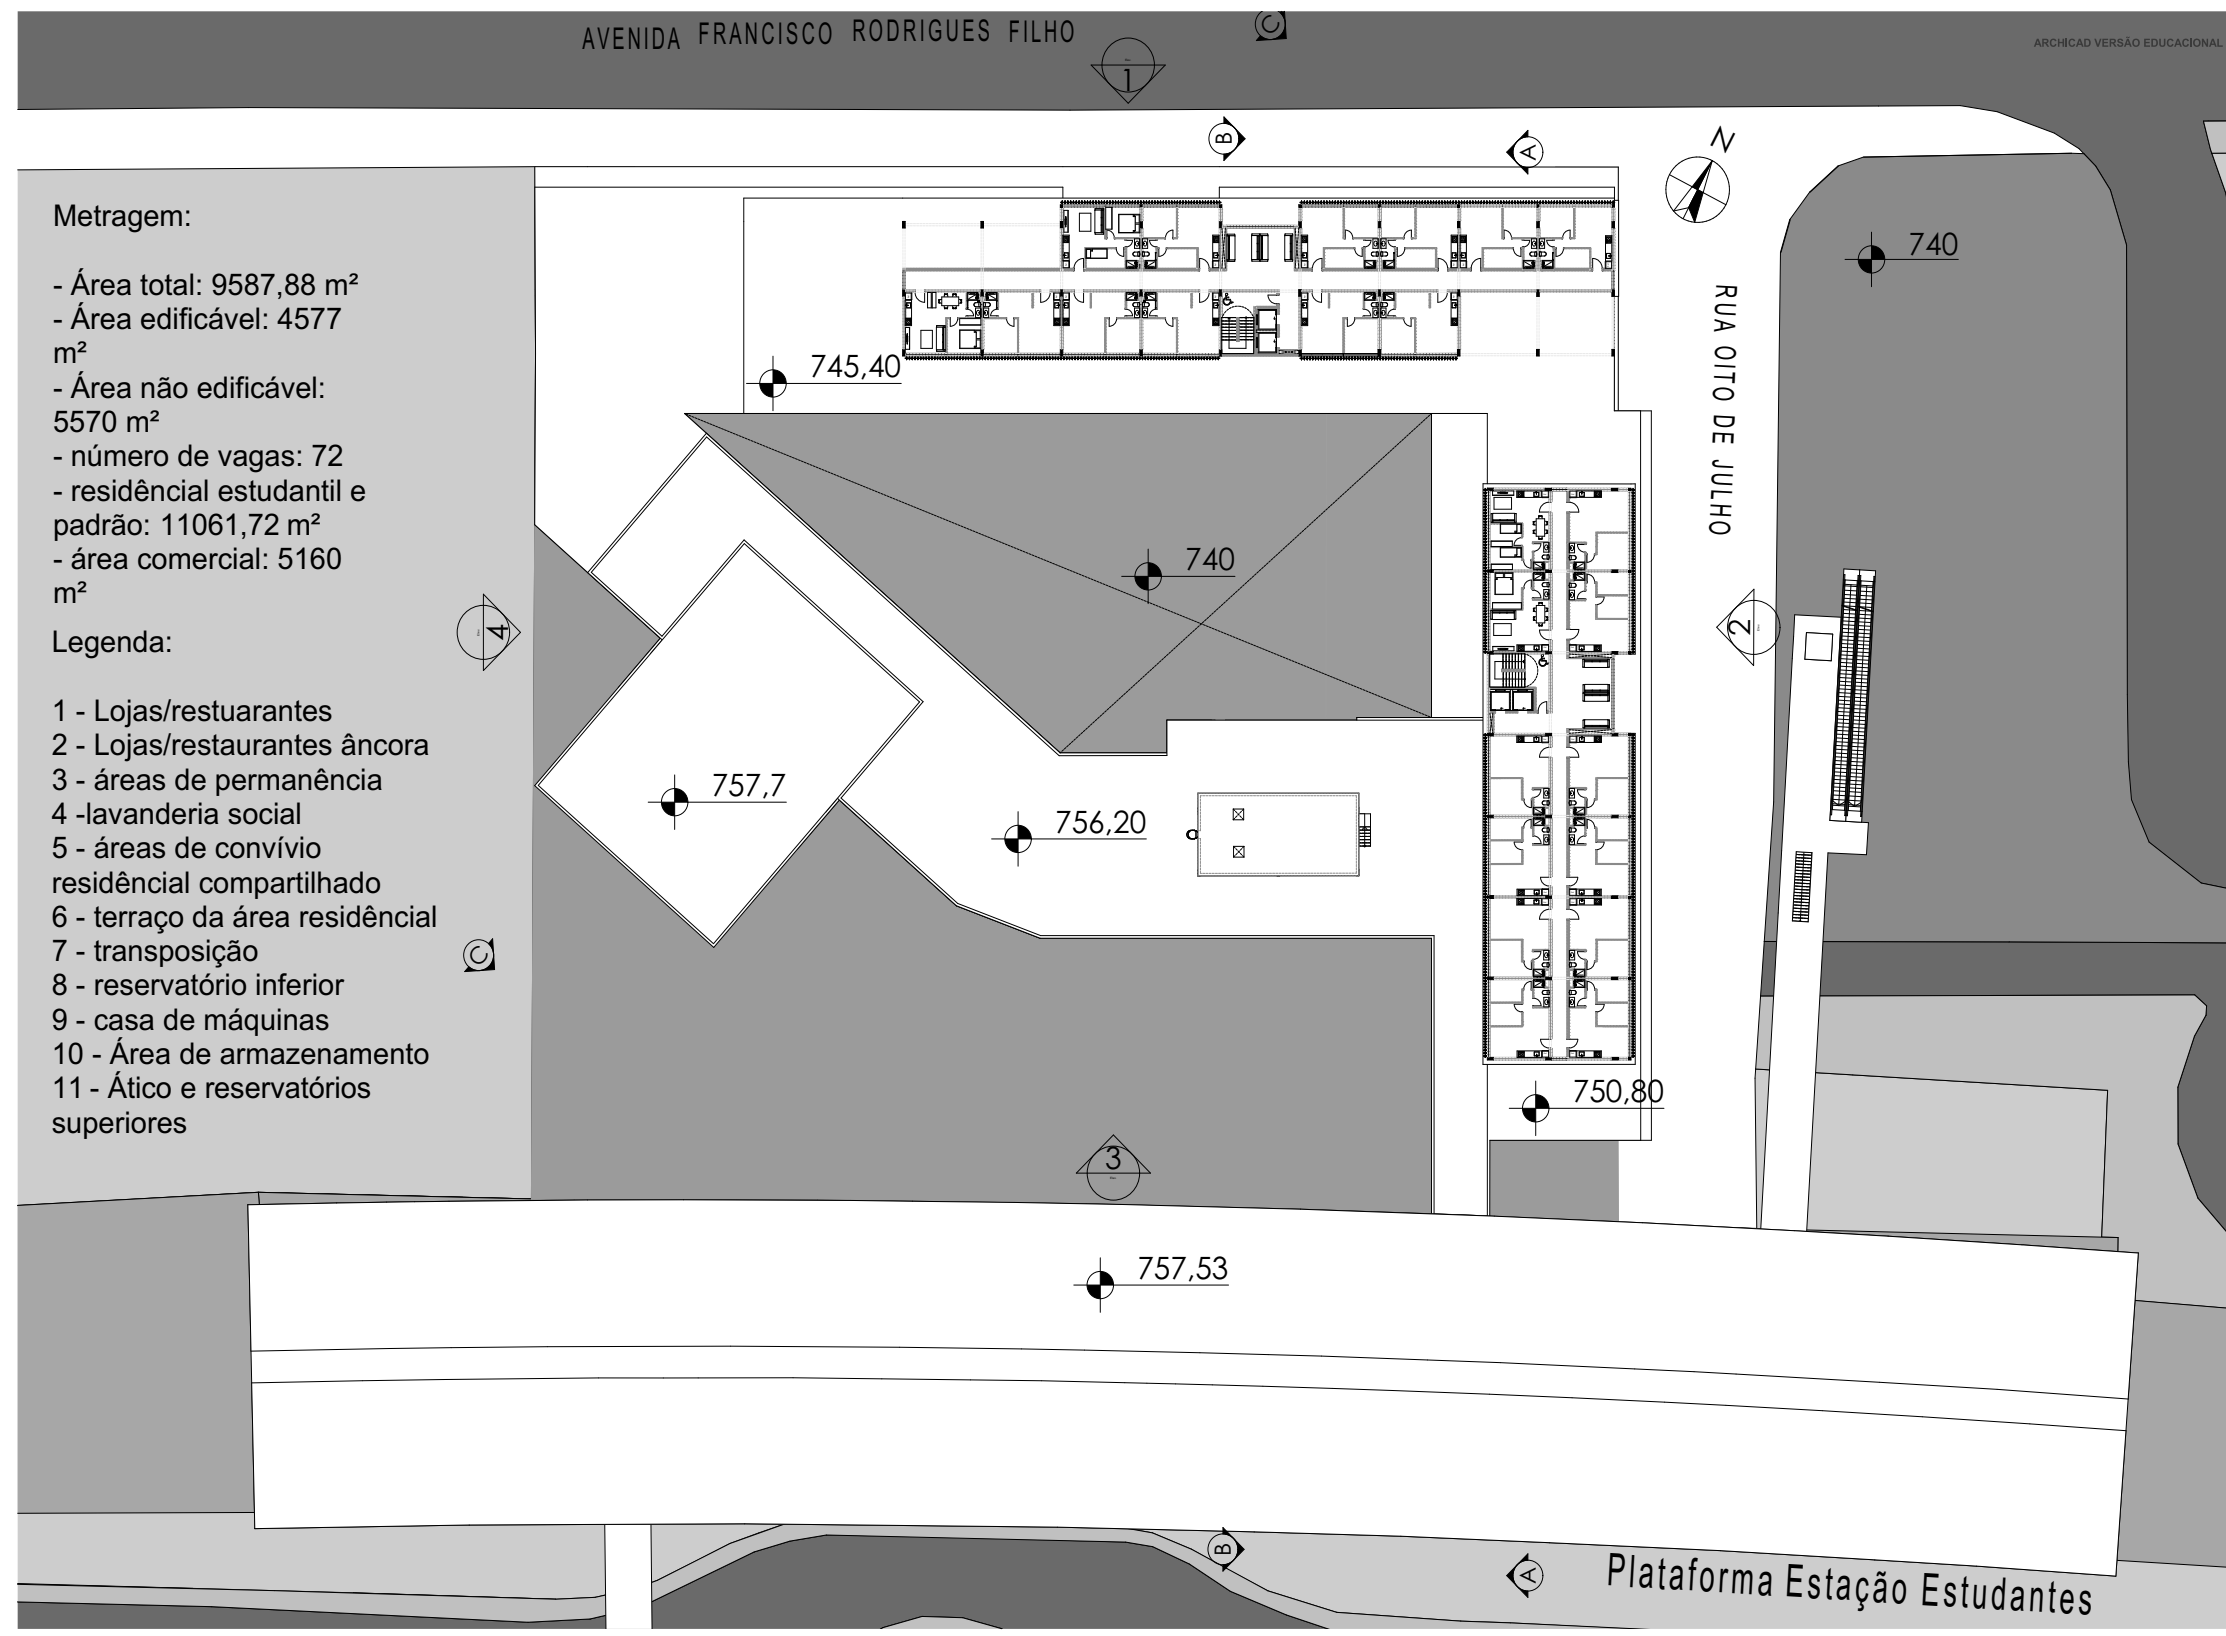 AVENIDA FRANCISCO RODRIGUES FILHO
C
ARCHICAD VERSÃO EDUCACIONAL
1
B
A
N
Metragem:
- Área total: 9587,88 m²
- Área edificável: 4577
m²
- Área não edificável:
5570 m²
- número de vagas: 72
- residêncial estudantil e
padrão: 11061,72 m²
- área comercial: 5160
m²
740
RUA OITO DE JULHO
745,40
740
4
2
Legenda:
1 - Lojas/restuarantes
2 - Lojas/restaurantes âncora
3 - áreas de permanência
4 -lavanderia social
5 - áreas de convívio
residêncial compartilhado
6 - terraço da área residêncial
7 - transposição
8 - reservatório inferior
9 - casa de máquinas
10 - Área de armazenamento
11 - Ático e reservatórios
superiores
757,7
756,20
C
750,80
3
757,53
B
A
Plataforma Estação Estudantes